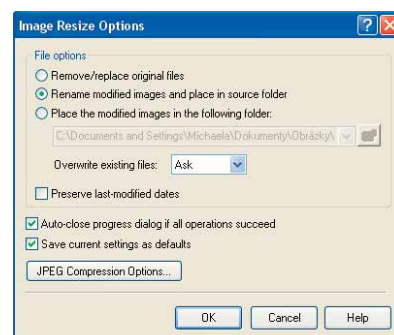 Image Resize Options
File options
Remove/replace original files
Rename modified images and place in source folder
Place the modified images in the following folder:
C:\Documents and Settings\Michaela\Dokumenty\Obrázky\
Overwrite existing files: Ask
Preserve last-modified dates
Auto-close progress dialog if all operations succeed
Save current settings as defaults
JPEG Compression Options...
OK Cancel Help